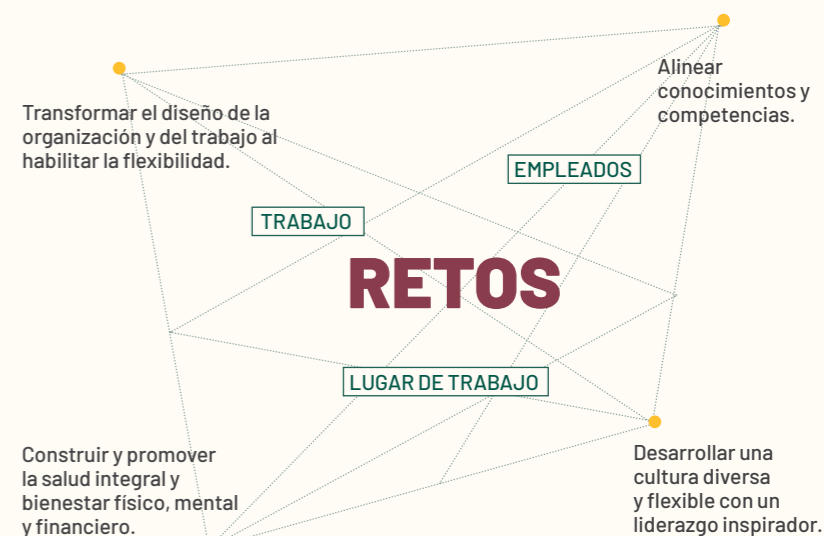 Alinear
conocimientos y
competencias.
Transformar el diseño de la
organización y del trabajo al
habilitar la flexibilidad.
EMPLEADOS
TRABAJO
RETOS
LUGAR DE TRABAJO
Construir y promover
la salud integral y
bienestar físico, mental
y financiero.
Desarrollar una
cultura diversa
y flexible con un
liderazgo inspirador.